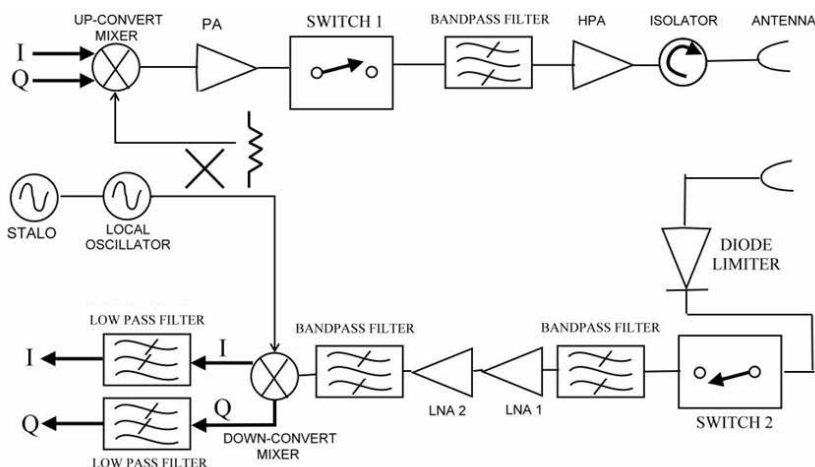 UP-CONVERT
MIXER
PA
SWITCH 1
BANDPASS FILTER
HPA
ISOLATOR
ANTENNA
I
Q
STALO
LOCAL
OSCILLATOR
DIODE
LIMITER
LOW PASS FILTER
BANDPASS FILTER
BANDPASS FILTER
I
I
Q
Q
LNA 2
LNA 1
SWITCH 2
DOWN-CONVERT
MIXER
LOW PASS FILTER